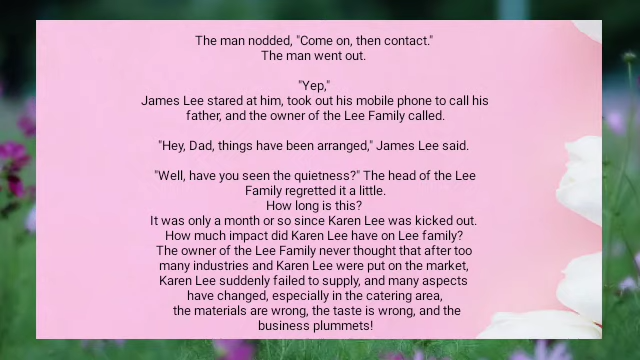 The man nodded, "Come on, then contact."
The man went out.
"Yep,"
James Lee stared at him, took out his mobile phone to call his
father, and the owner of the Lee Family called.
"Hey, Dad, things have been arranged," James Lee said.
"Well, have you seen the quietness?" The head of the Lee
Family regretted it a little.
How long is this?
It was only a month or so since Karen Lee was kicked out.
How much impact did Karen Lee have on Lee family?
The owner of the Lee Family never thought that after too
many industries and Karen Lee were put on the market,
Karen Lee suddenly failed to supply, and many aspects
have changed, especially in the catering area,
the materials are wrong, the taste is wrong, and the
business plummets!